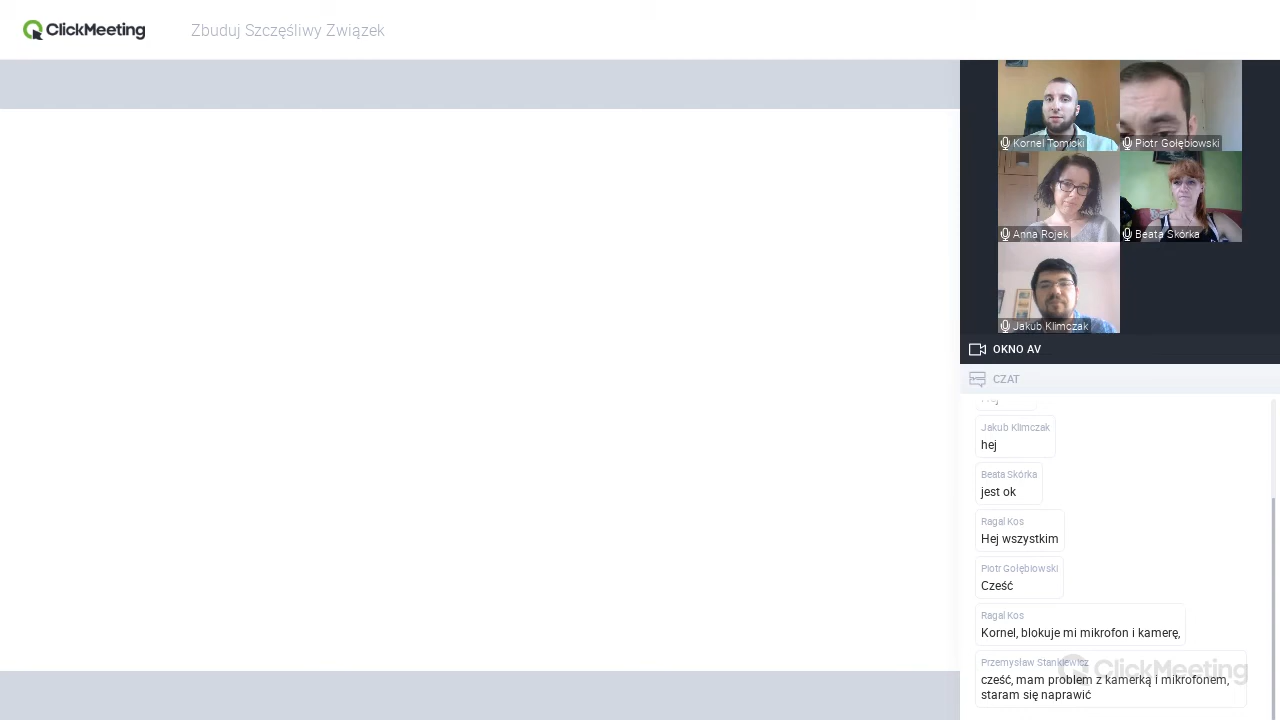 ClickMeeting
Zbuduj Szczęśliwy Związek
Kornel Tomicki
Piotr Gołębiowski
Anna Rojek
Beata Skórka
Jakub Klimczak
OKNO AV
CZAT
Jakub Klimczak
hej
Beata Skórka
jest ok
Ragal Kos
Hej wszystkim
Piotr Gołębiowski
Cześć
Ragal Kos
Kornel, blokuje mi mikrofon i kamerę,
Przemysław Stankiewicz
ClickMeeting
cześć, mam problem z kamerką i mikrofonem,
staram się naprawić